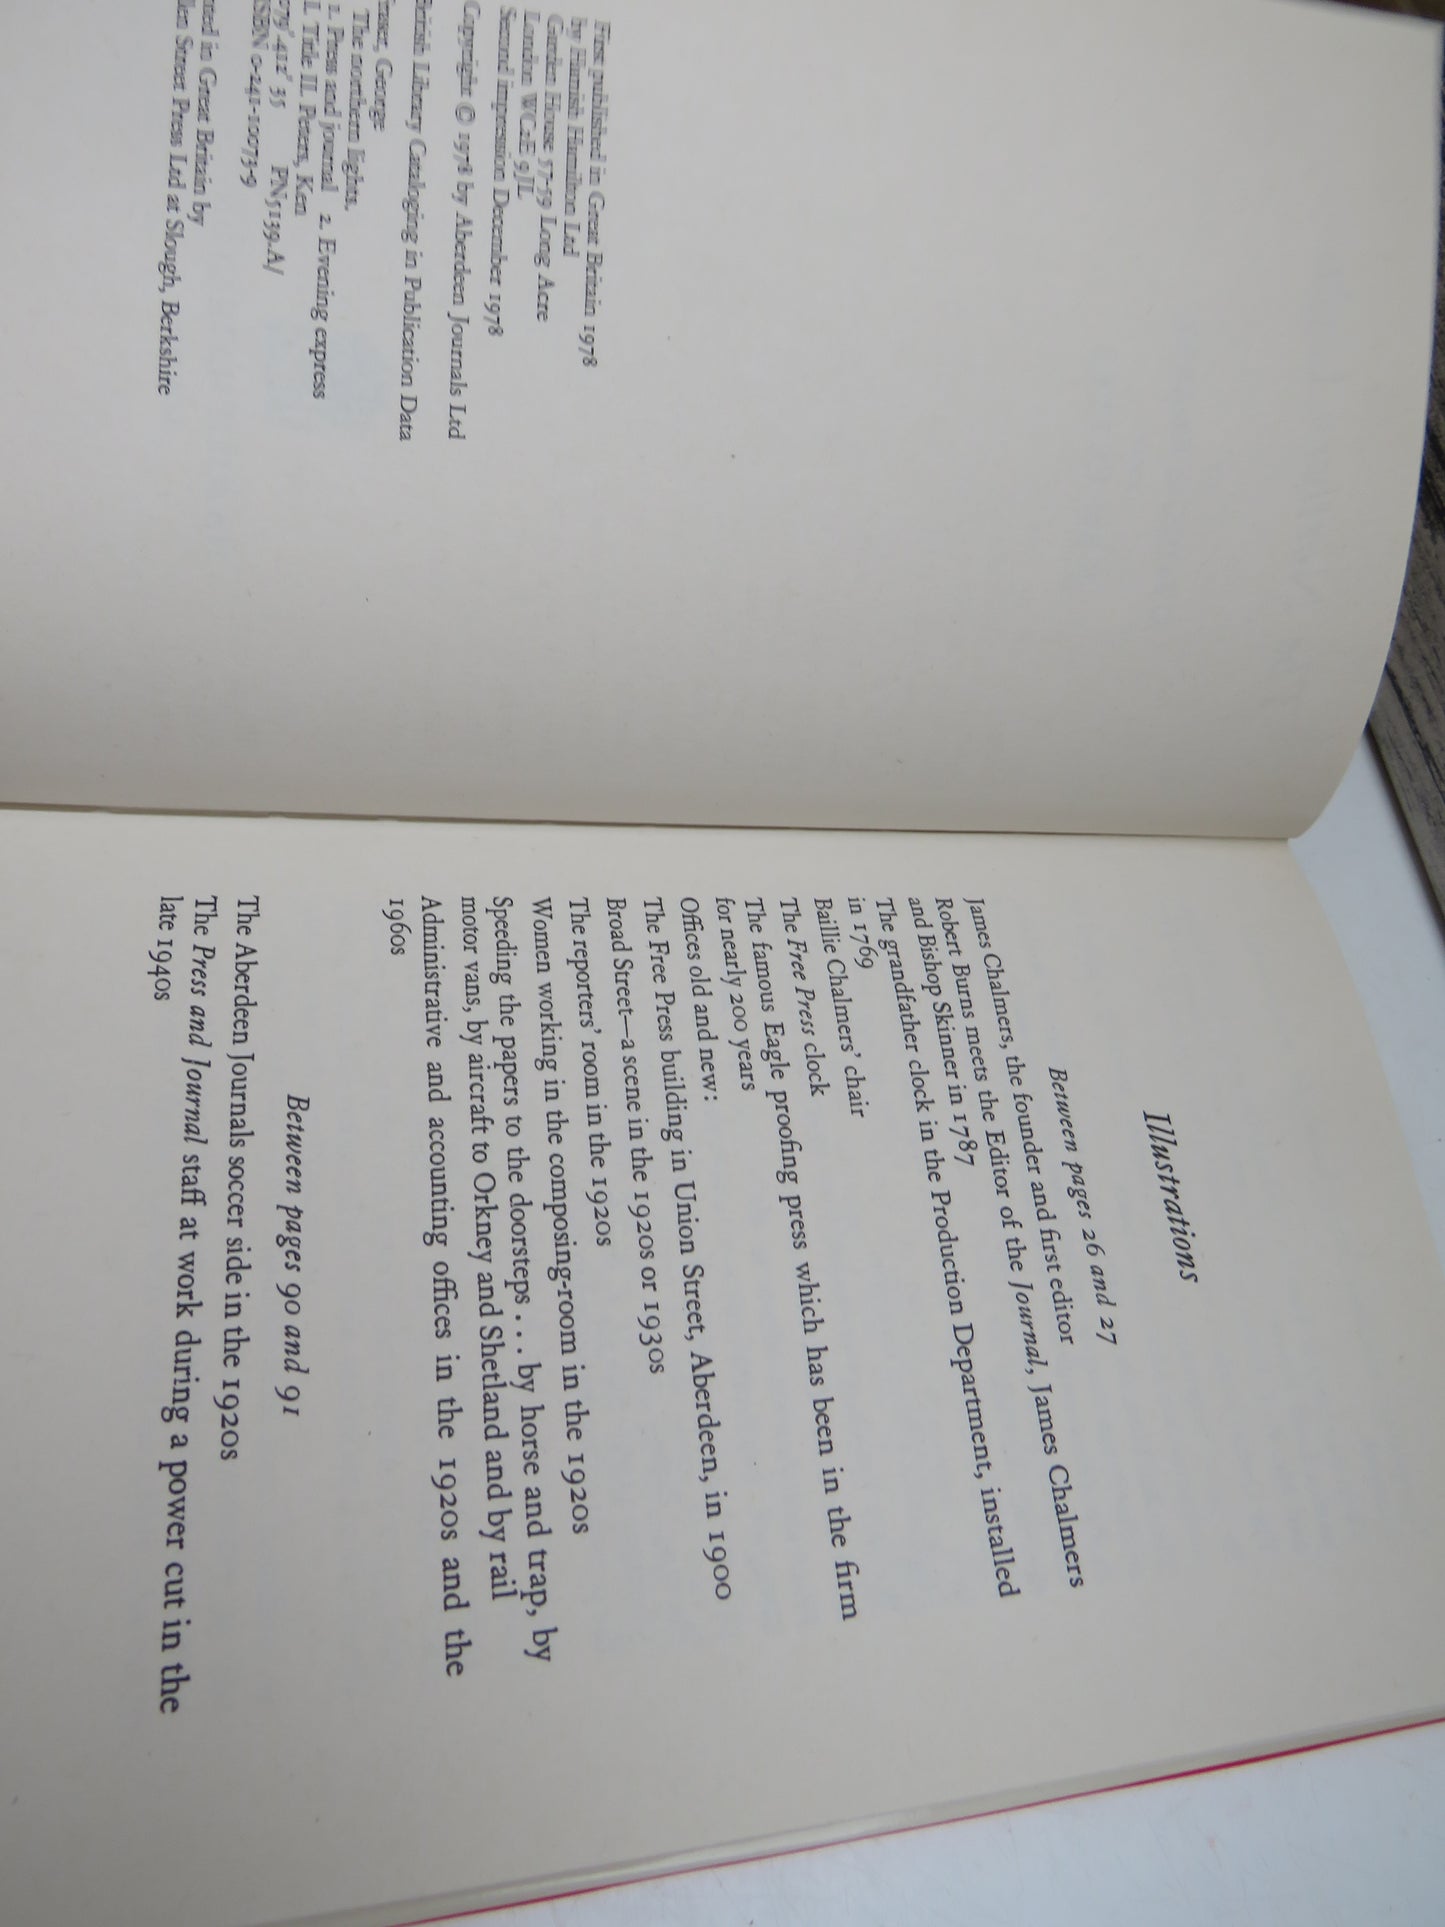 First published in Great Britain 1978
by Hamish Hamilton Ltd
Garden House 57-59 Long Acre
London WC2E 9JL
Second impression December 1978
Copyright © 1978 by Aberdeen Journals Ltd
British Library Cataloging in Publication Data
George
The northern lights.
1. Press and journal 2. Evening express
I. Title II. Peters, Ken
079'.412' 35 PN5139.A/
ISBN 0-241-10073-9
in Great Britain by
Street Press Ltd at Slough, Berkshire
Illustrations
Between pages 26 and 27
James Chalmers, the founder and first editor
Robert Burns meets the Editor of the Journal, James Chalmers
and Bishop Skinner in 1787
The grandfather clock in the Production Department, installed
in 1769
Baillie Chalmers' chair
The Free Press clock
The famous Eagle proofing press which has been in the firm
for nearly 200 years
Offices old and new:
The Free Press building in Union Street, Aberdeen, in 1900
Broad Street—a scene in the 1920s or 1930s
The reporters' room in the 1920s
Women working in the composing-room in the 1920s
Speeding the papers to the doorsteps . . . by horse and trap, by
motor vans, by aircraft to Orkney and Shetland and by rail
Administrative and accounting offices in the 1920s and the
1960s
Between pages 90 and 91
The Aberdeen Journals soccer side in the 1920s
The Press and Journal staff at work during a power cut in the
late 1940s